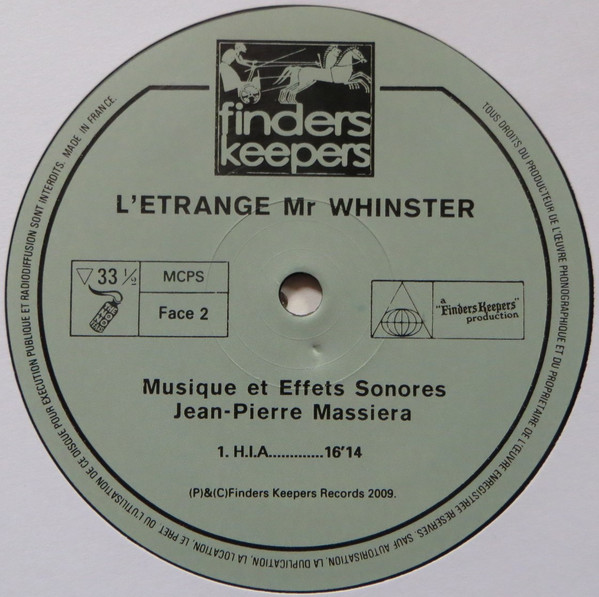 finders
keepers
L'ETRANGE Mr WHINSTER
33 1/2
MCPS
Face 2
a
"Finders Keepers"
production
Musique et Effets Sonores
Jean-Pierre Massiera
1. H.I.A.............16'14
(P)&(C)Finders Keepers Records 2009.
TOUS DROITS DU PRODUCTEUR DE L'ŒUVRE PHONOGRAPHIQUE ET DU PROPRIETAIRE DE L'ŒUVRE ENREGISTREE RESERVES. SAUF AUTORISATION, LA DUPLICATION, LA LOCATION, LE PRET, OU L'UTILISATION DE CE DISQUE POUR EXECUTION PUBLIQUE ET RADIODIFFUSION SONT INTERDITS. MADE IN FRANCE.